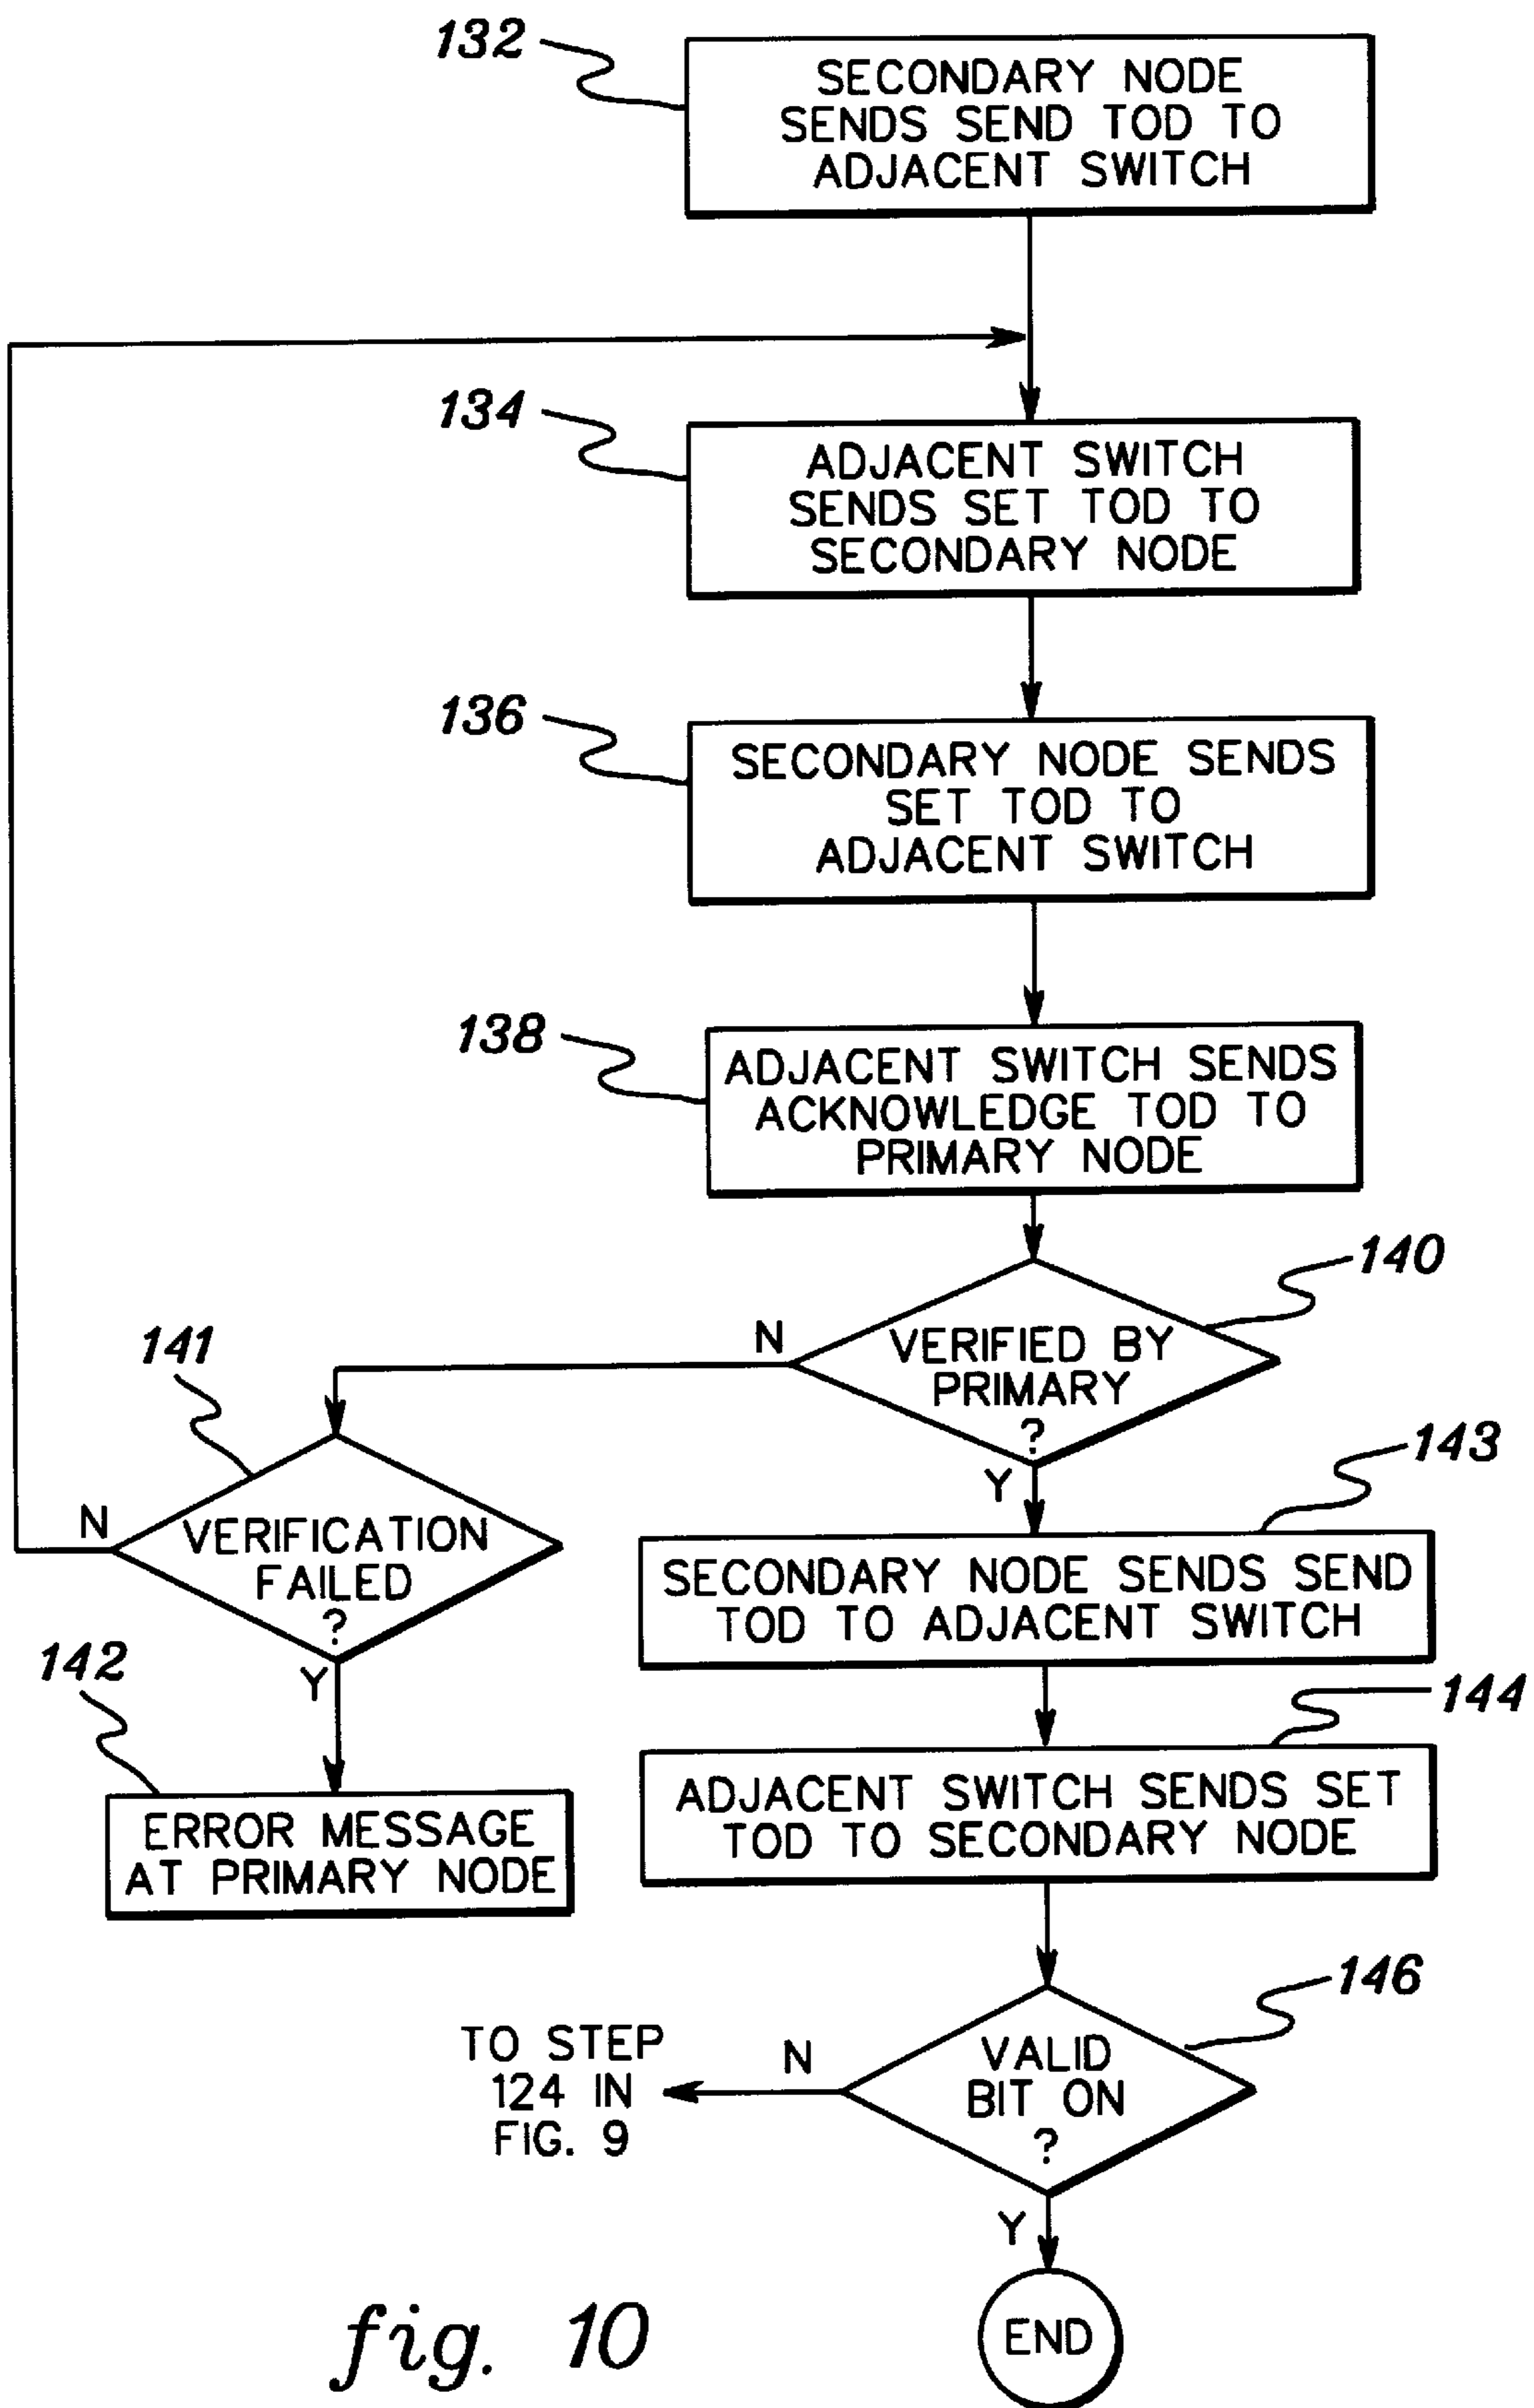 132
SECONDARY NODE
SENDS SEND TOD TO
ADJACENT SWITCH
134
ADJACENT SWITCH
SENDS SET TOD TO
SECONDARY NODE
136
SECONDARY NODE SENDS
SET TOD TO
ADJACENT SWITCH
138
ADJACENT SWITCH SENDS
ACKNOWLEDGE TOD TO
PRIMARY NODE
140
VERIFIED BY
PRIMARY
?
N
Y
141
VERIFICATION
FAILED
?
N
Y
142
ERROR MESSAGE
AT PRIMARY NODE
143
SECONDARY NODE SENDS SEND
TOD TO ADJACENT SWITCH
144
ADJACENT SWITCH SENDS SET
TOD TO SECONDARY NODE
146
VALID
BIT ON
?
N
TO STEP
124 IN
FIG. 9
Y
END
fig. 10